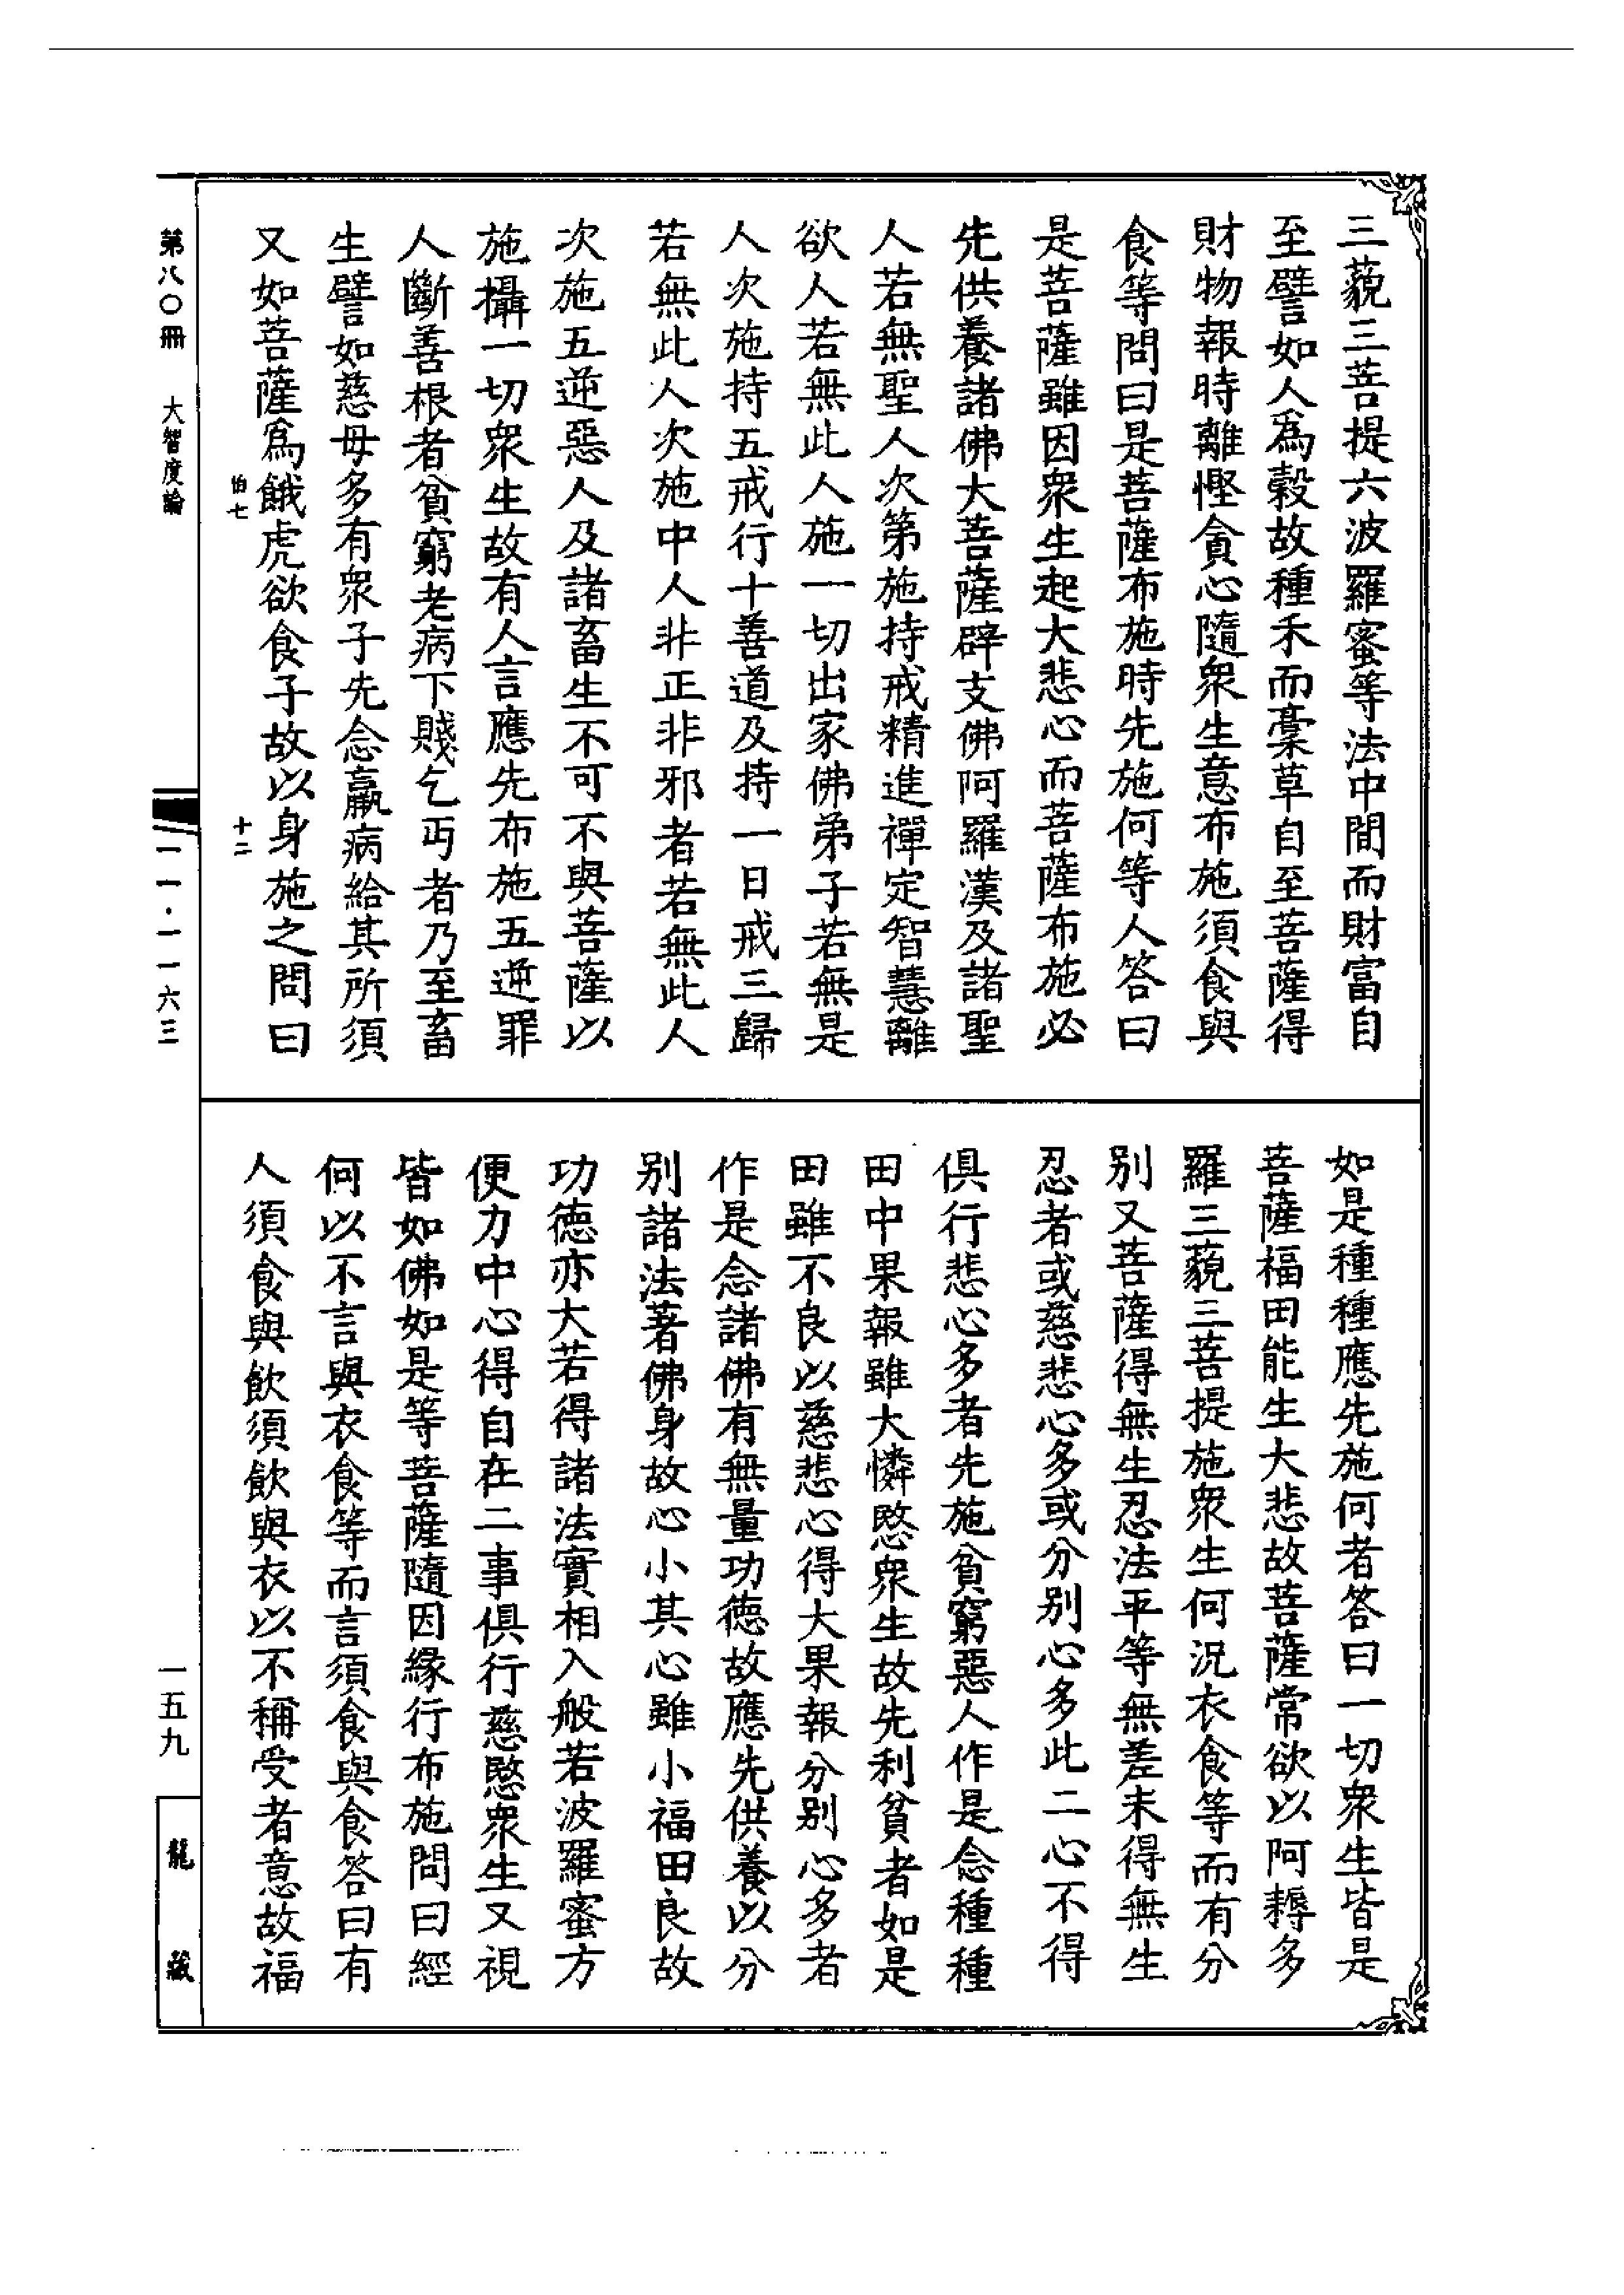 三藐三菩提六波羅蜜等法中間而財富自
至譬如人爲穀故種禾而藁草自至菩薩得
財物報時離慳貪心隨衆生意布施須食與
食等問曰是菩薩布施時先施何等人答曰
是菩薩雖因衆生起大悲心而菩薩布施必
先供養諸佛大菩薩辟支佛阿羅漢及諸聖
人若無聖人次第施持戒精進禪定智慧離
欲人若無此人施一切出家佛弟子若無是
人次施持五戒行十善道及持一日戒三歸
若無此人次施中人非正非邪者若無此人
次施五逆惡人及諸畜生不可不與菩薩以
施攝一切衆生故有人言應先布施五逆罪
人斷善根者貧窮老病下賤乞丐者乃至畜
生譬如慈母多有衆子先念羸病給其所須
又如菩薩爲餓虎欲食子故以身施之問曰
伯七
十二
如是種種應先施何者答曰一切衆生皆是
菩薩福田能生大悲故菩薩常欲以阿耨多
羅三藐三菩提施衆生何況衣食等而有分
别又菩薩得無生忍法平等無差未得無生
忍者或慈悲心多或分别心多此二心不得
俱行悲心多者先施貧窮惡人作是念種種
田中果報雖大憐愍衆生故先利貧者如是
田雖不良以慈悲心得大果報分别心多者
作是念諸佛有無量功德故應先供養以分
别諸法著佛身故心小其心雖小福田良故
功德亦大若得諸法實相入般若波羅蜜方
便力中心得自在二事俱行慈愍衆生又視
皆如佛如是等菩薩隨因緣行布施問曰經
何以不言與衣食等而言須食與食答曰有
人須食與飲須飲與衣以不稱受者意故福
第八〇冊　大智度論
一一·一一六三
一五九
龍藏